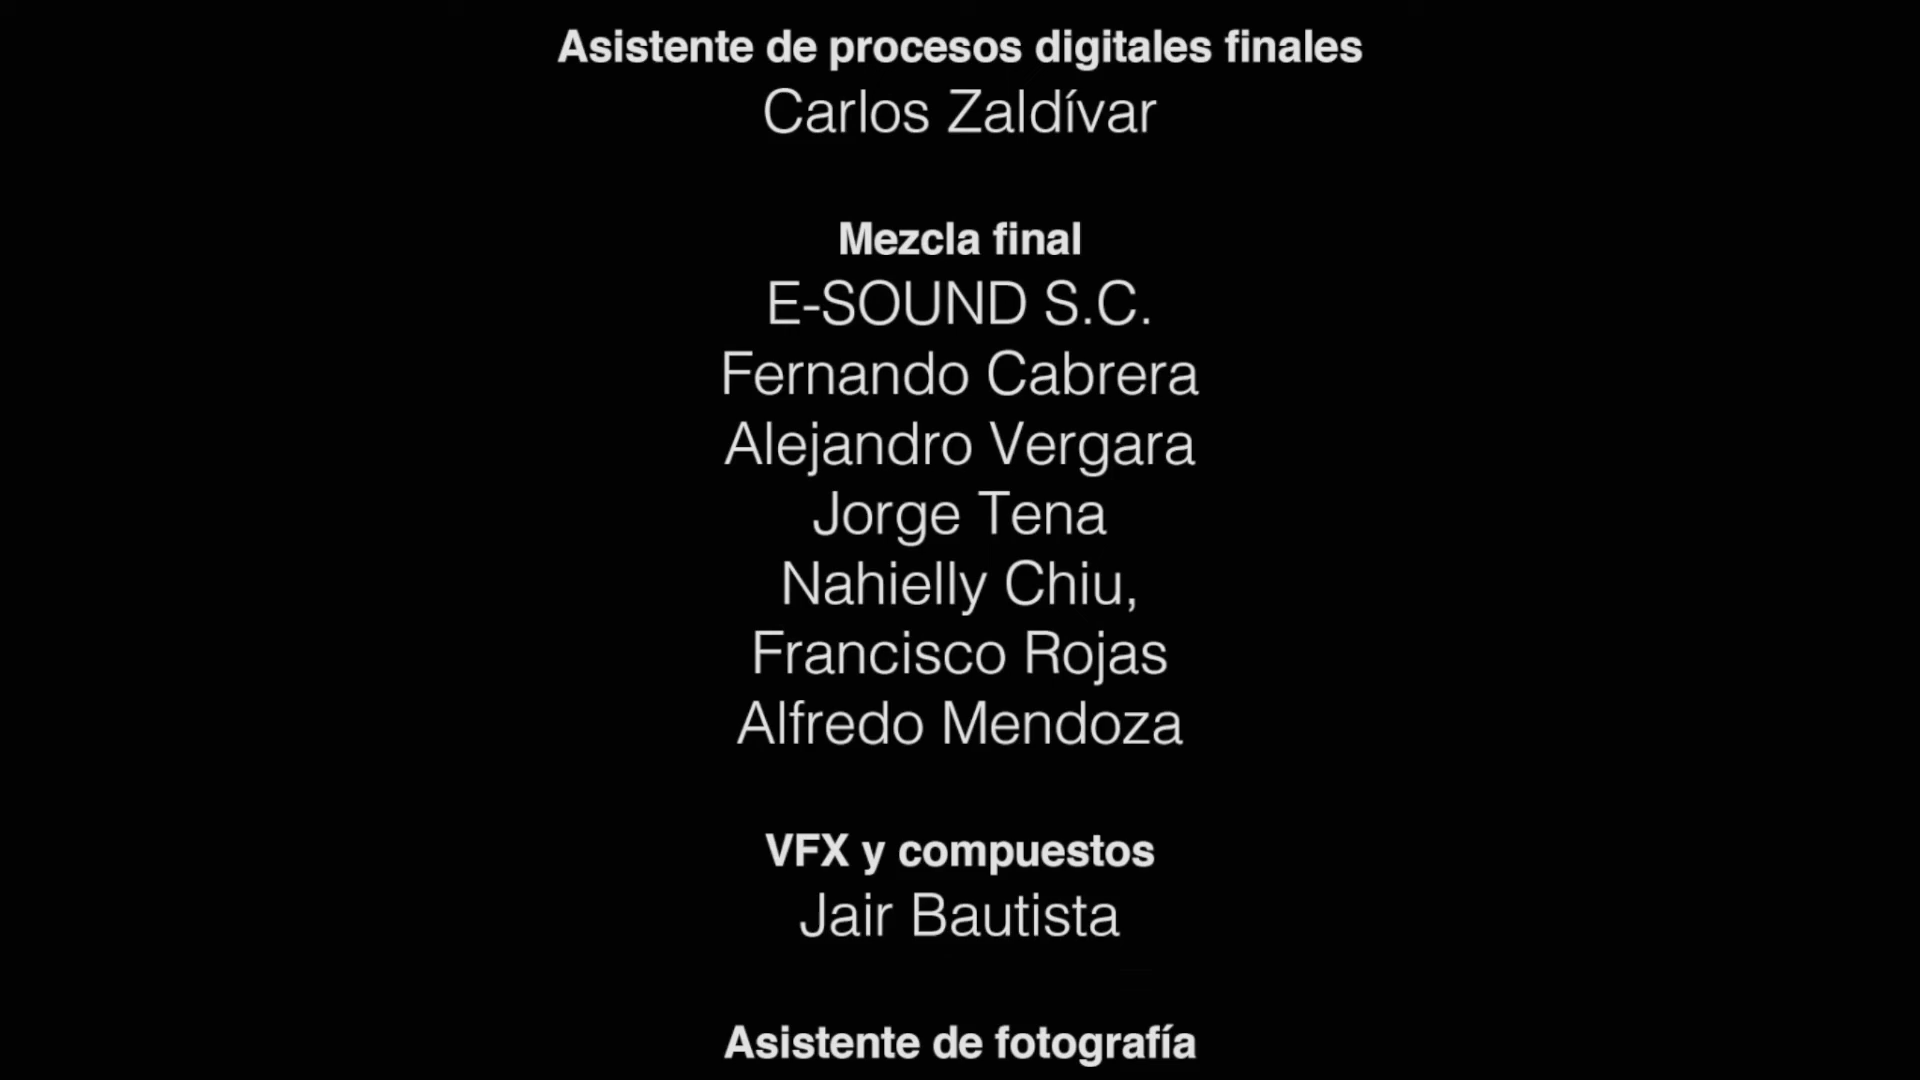 Asistente de procesos digitales finales
Carlos Zaldívar
Mezcla final
E-SOUND S.C.
Fernando Cabrera
Alejandro Vergara
Jorge Tena
Nahielly Chiu,
Francisco Rojas
Alfredo Mendoza
VFX y compuestos
Jair Bautista
Asistente de fotografía